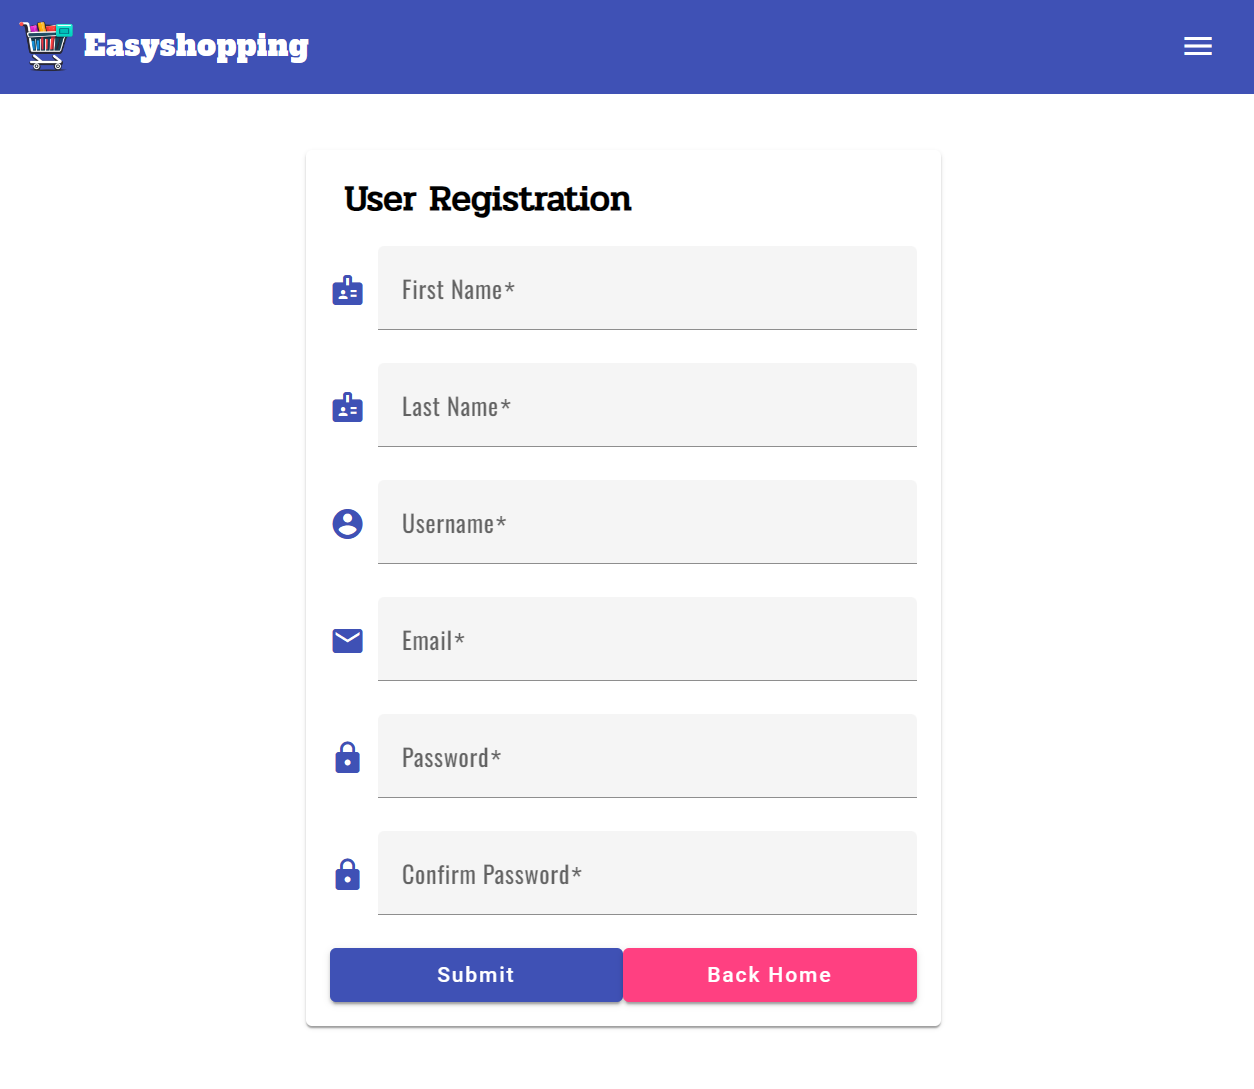 Easyshopping
User Registration
First Name*
Last Name*
Username*
Email*
Password*
Confirm Password*
Submit
Back Home